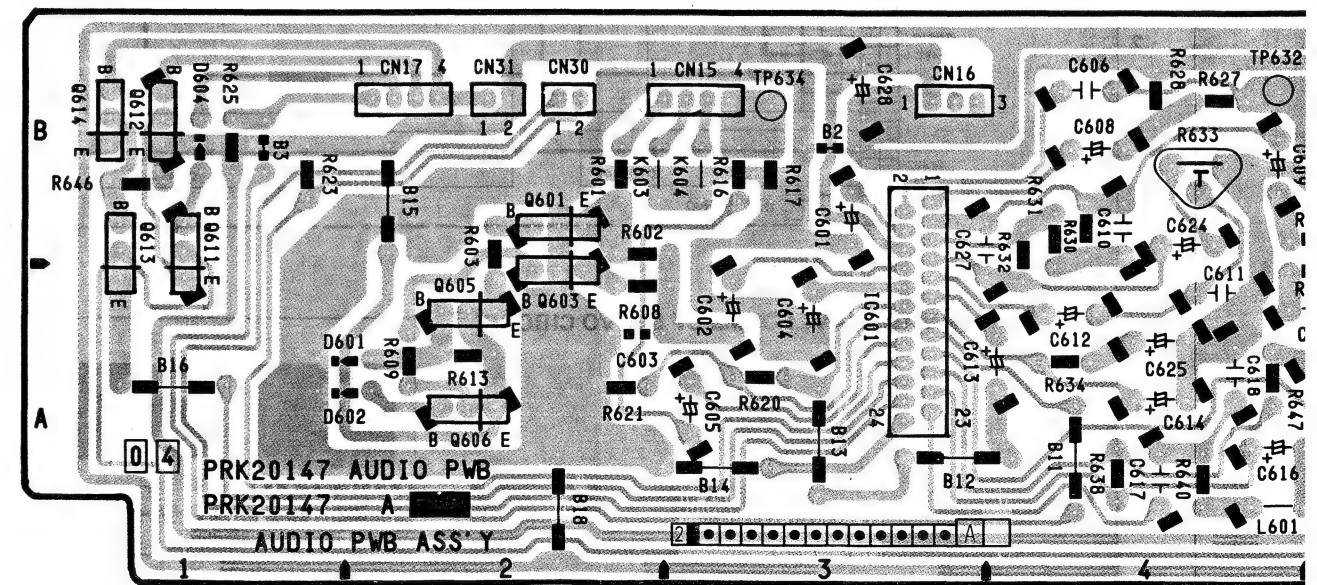 B D604 R625
1 CN17 4
CN31
CN30
1 CN15 4
TP634
C628
CN16
C606
R628
R627
TP632
B
Q614
B
Q612
1 2
1 2
1 3
B2
C608
R633
E
E
B3
R623
R601
K603
K604
R616
R617
C609
R646
B15
B Q601 E
2 1
R631
B
Q613
B
Q611
R603
R602
C601
C627
R632
R630
C610
C624
E
E
B Q603 E
C611
B Q605 E
R608
C602
C604
IC601
D601
R609
C603
C612
C613
C625
C618
B16
R613
R634
D602
R621
R620
C614
R647
A
B Q606 E
C605
B13
24 23
0 4
PRK20147 AUDIO PWB
B14
B12
B11
R638
C617
R640
C616
PRK20147 A
B18
L601
AUDIO PWB ASS'Y
2 A
1 2 3 4